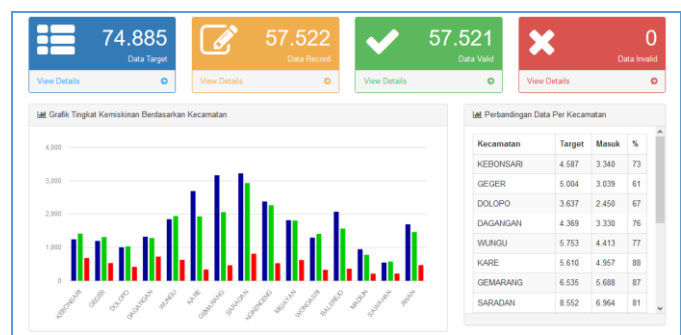 74.885
Data Target
View Details
57.522
Data Record
View Details
57.521
Data Valid
View Details
0
Data Invalid
View Details
Grafik Tingkat Kemiskinan Berdasarkan Kecamatan
4,000
3,000
2,000
1,000
0
KEBONSARI
GEGER
DOLOPO
DAGANGAN
WUNGU
KARE
GEMARANG
SARADAN
MEJAYAN
WONOASRI
BALEREJO
MADIUN
SAWAHAN
JIWAN
Perbandingan Data Per Kecamatan
Kecamatan Target Masuk %
KEBONSARI 4.587 3.340 73
GEGER 5.004 3.039 61
DOLOPO 3.637 2.450 67
DAGANGAN 4.369 3.330 76
WUNGU 5.753 4.413 77
KARE 5.610 4.957 88
GEMARANG 6.535 5.688 87
SARADAN 8.552 6.964 81